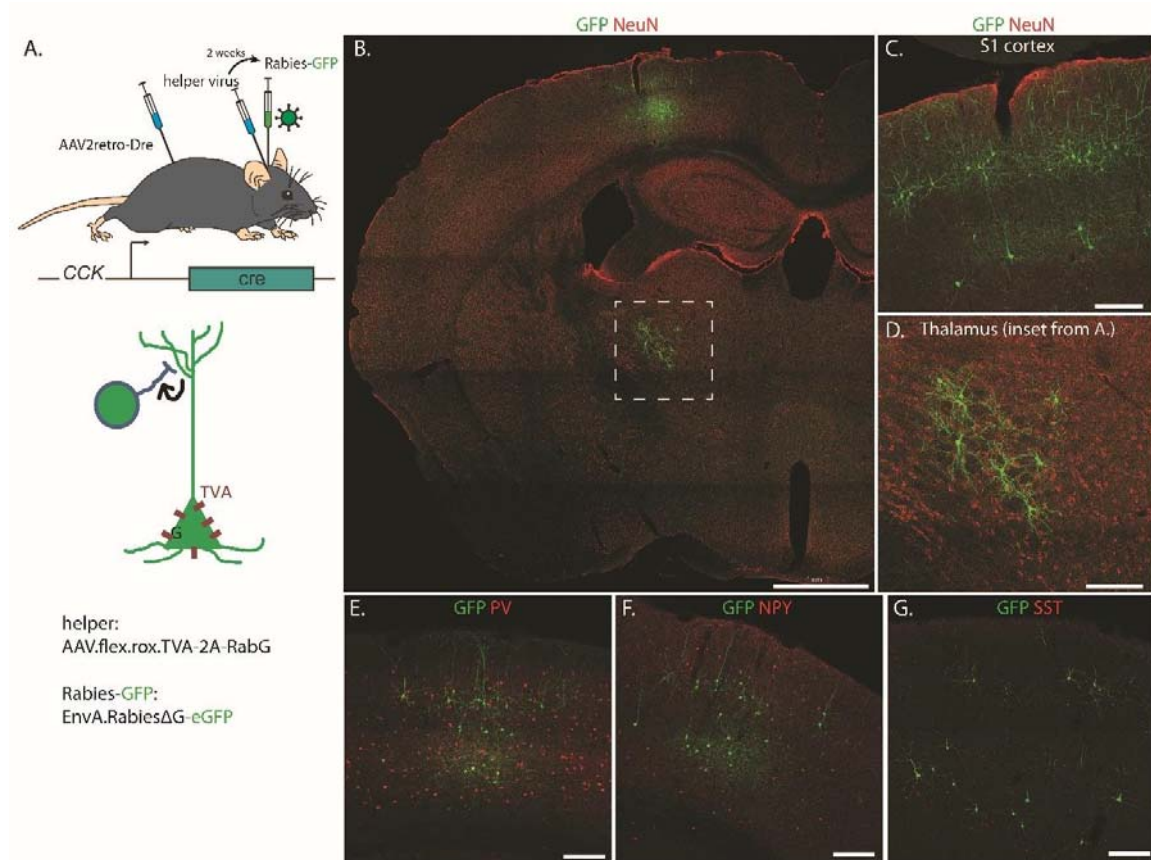 A.
2 weeks
Rabies-GFP
helper virus
AAV2retro-Dre
CCK
cre
TVA
G
helper:
AAV.flex.rox.TVA-2A-RabG
Rabies-GFP:
EnvA.RabiesΔG-eGFP
GFP NeuN
B.
GFP NeuN
C.
S1 cortex
D.
Thalamus (inset from A.)
E.
GFP PV
F.
GFP NPY
G.
GFP SST